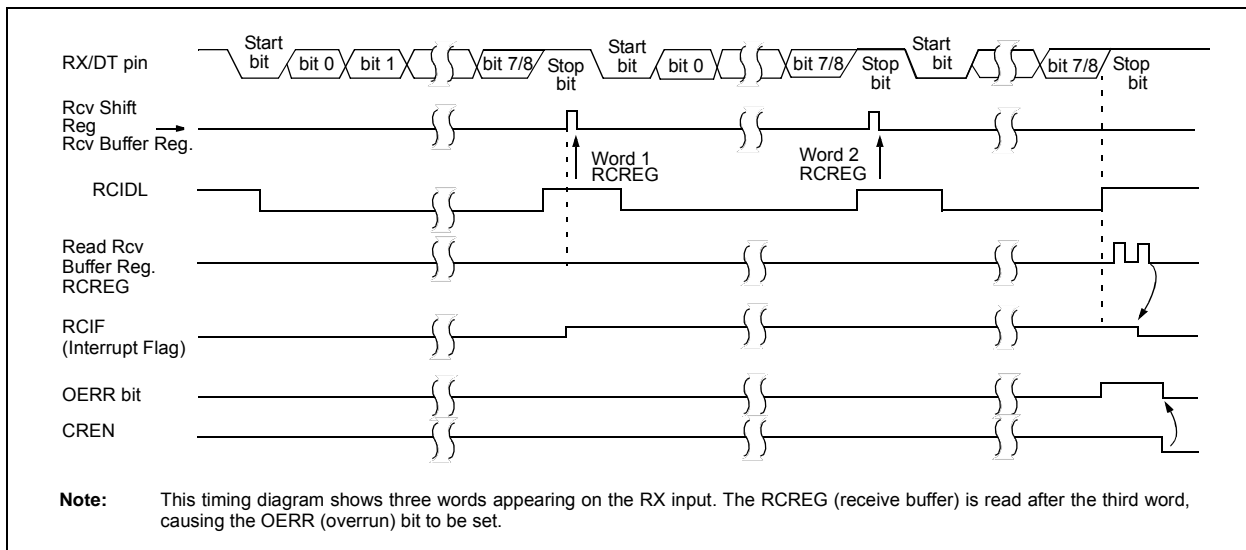 RX/DT pin
Start
bit
bit 0
bit 1
bit 7/8
Stop
bit
Start
bit
bit 0
bit 7/8
Stop
bit
Start
bit
bit 7/8
Stop
bit
Rcv Shift
Reg
Rcv Buffer Reg.
Word 1
RCREG
Word 2
RCREG
RCIDL
Read Rcv
Buffer Reg.
RCREG
RCIF
(Interrupt Flag)
OERR bit
CREN
Note: This timing diagram shows three words appearing on the RX input. The RCREG (receive buffer) is read after the third word,
causing the OERR (overrun) bit to be set.